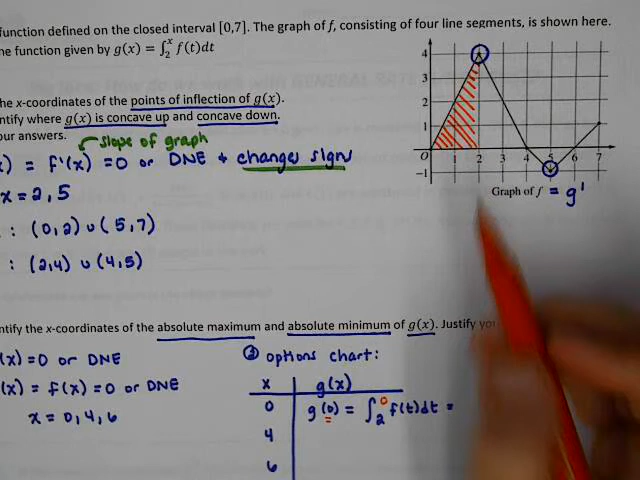 function defined on the closed interval [0,7]. The graph of f, consisting of four line segments, is shown here.
ne function given by g(x) = ∫₂ˣ f(t)dt
he x-coordinates of the points of inflection of g(x).
ntify where g(x) is concave up and concave down.
our answers.
slope of graph
x) = f'(x) = 0 or DNE + changes signs
x = 2, 5
: (0,2) ∪ (5,7)
: (2,4) ∪ (4,5)
4
3
2
1
O 1 2 3 4 5 6 7
-1
Graph of f = g'
ntify the x-coordinates of the absolute maximum and absolute minimum of g(x). Justify yo
(x) = 0 or DNE
(x) = f(x) = 0 or DNE
x = 0, 4, 6
② options chart:
x g(x)
0 g(0) = ∫₂⁰ f(t)dt =
4
6